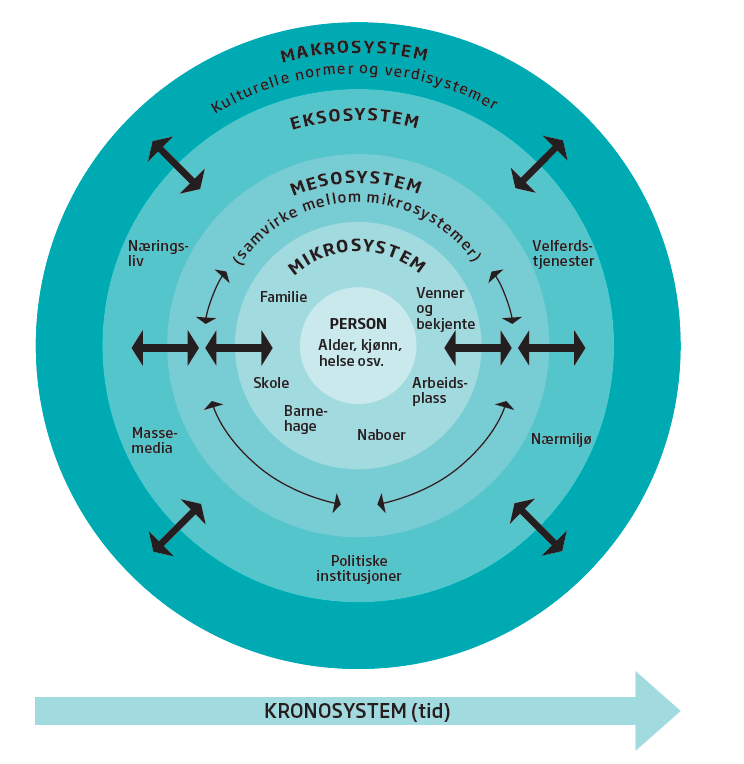 MAKROSYSTEM
Kulturelle normer og verdisystemer
EKSOSYSTEM
MESOSYSTEM
(samvirke mellom mikrosystemer)
MIKROSYSTEM
Nærings-
liv
Velferds-
tjenester
Familie
Venner
og
bekjente
PERSON
Alder, kjønn,
helse osv.
Skole
Arbeids-
plass
Barne-
hage
Naboer
Masse-
media
Nærmiljø
Politiske
institusjoner
KRONOSYSTEM (tid)